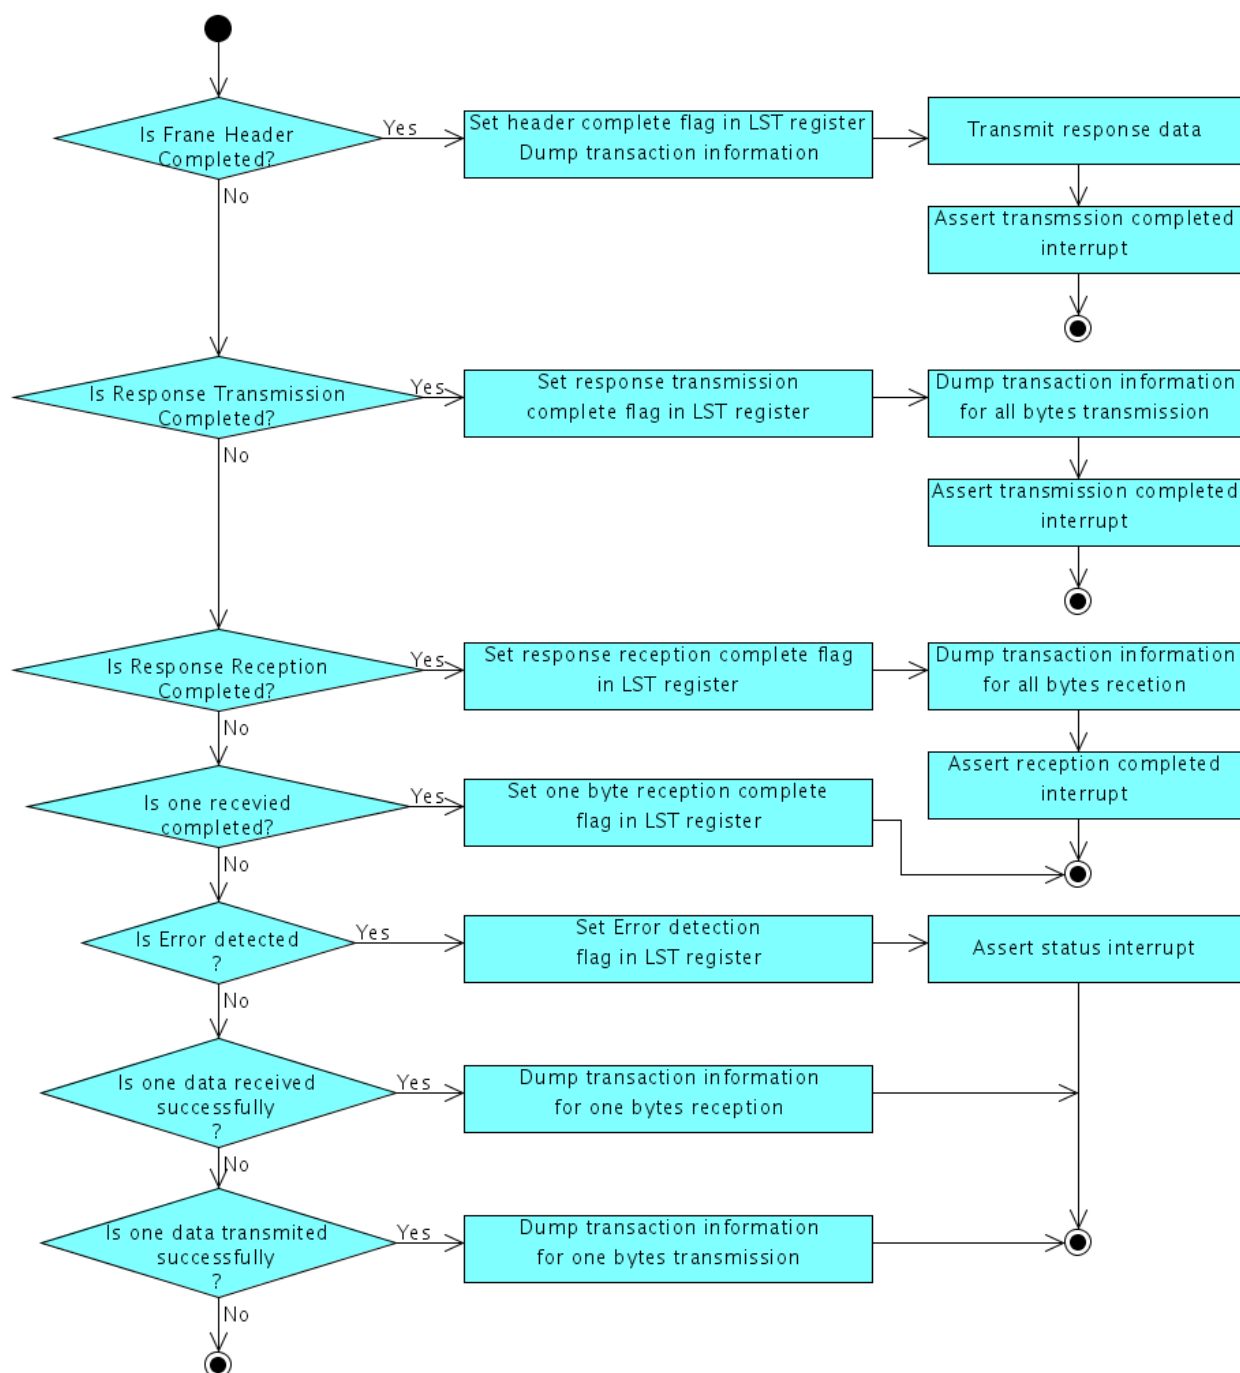 Is Frane Header
Completed?
Yes
Set header complete flag in LST register
Dump transaction information
Transmit response data
Assert transmssion completed
interrupt
No
Is Response Transmission
Completed?
Yes
Set response transmission
complete flag in LST register
Dump transaction information
for all bytes transmission
Assert transmission completed
interrupt
No
Is Response Reception
Completed?
Yes
Set response reception complete flag
in LST register
Dump transaction information
for all bytes recetion
Assert reception completed
interrupt
No
Is one recevied
completed?
Yes
Set one byte reception complete
flag in LST register
No
Is Error detected
?
Yes
Set Error detection
flag in LST register
Assert status interrupt
No
Is one data received
successfully
?
Yes
Dump transaction information
for one bytes reception
No
Is one data transmited
successfully
?
Yes
Dump transaction information
for one bytes transmission
No